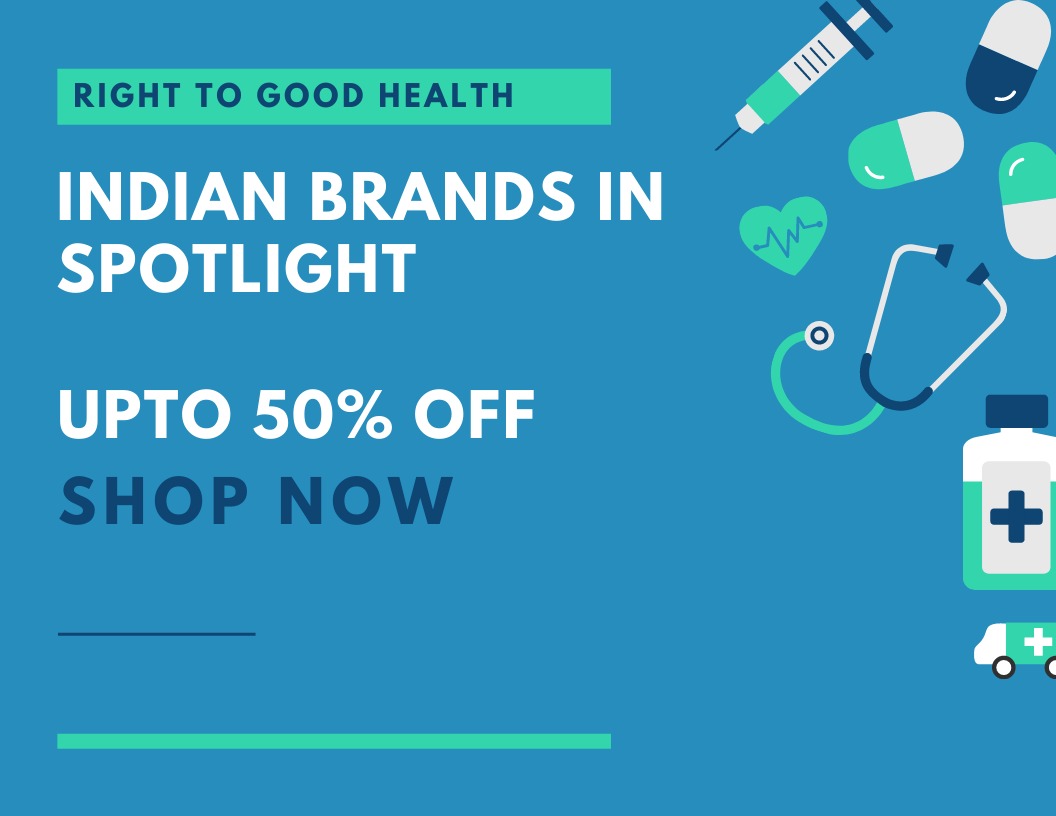 RIGHT TO GOOD HEALTH
INDIAN BRANDS IN
SPOTLIGHT
UPTO 50% OFF
SHOP NOW